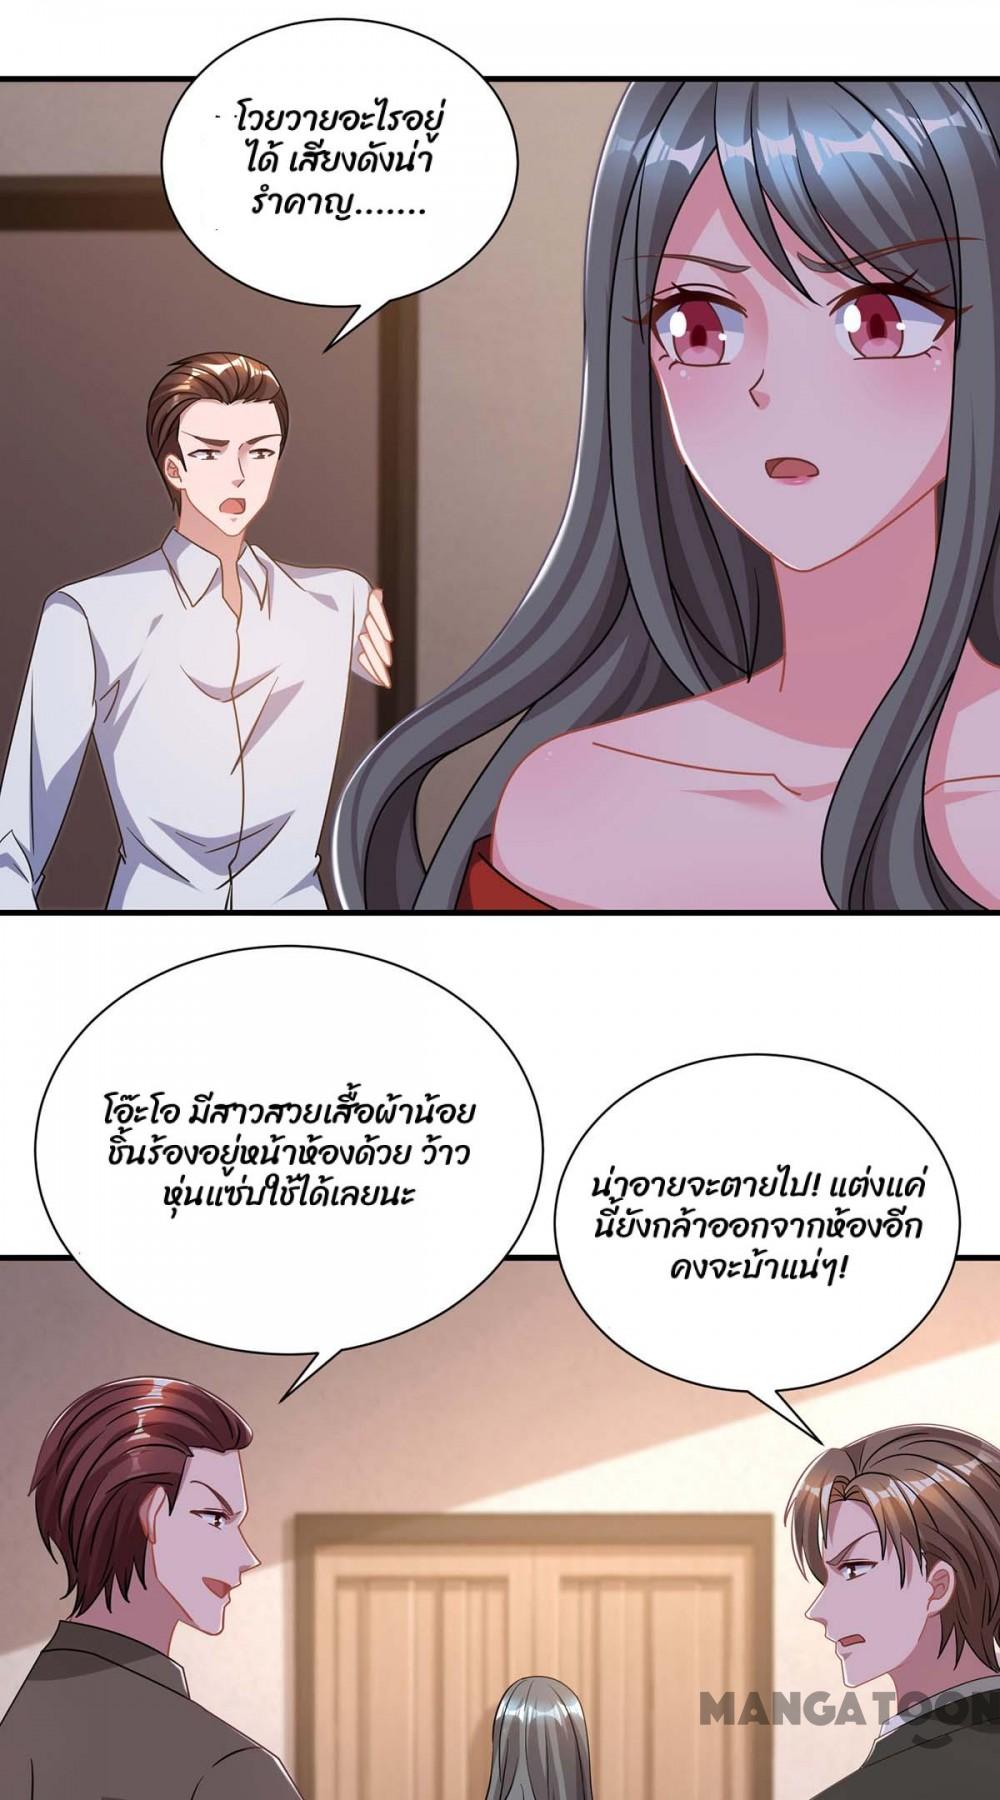 โวยวายอะไรอยู่
ได้ เสียงดังน่า
รำคาญ.......
โอ๊ะโอ มีสาวสวยเสื้อผ้าน้อย
ชิ้นร้องอยู่หน้าห้องด้วย ว้าว
หุ่นแซ่บใช้ได้เลยนะ
น่าอายจะตายไป! แต่งแค่
นี้ยังกล้าออกจากห้องอีก
คงจะบ้าแน่ๆ!
MANGATOON